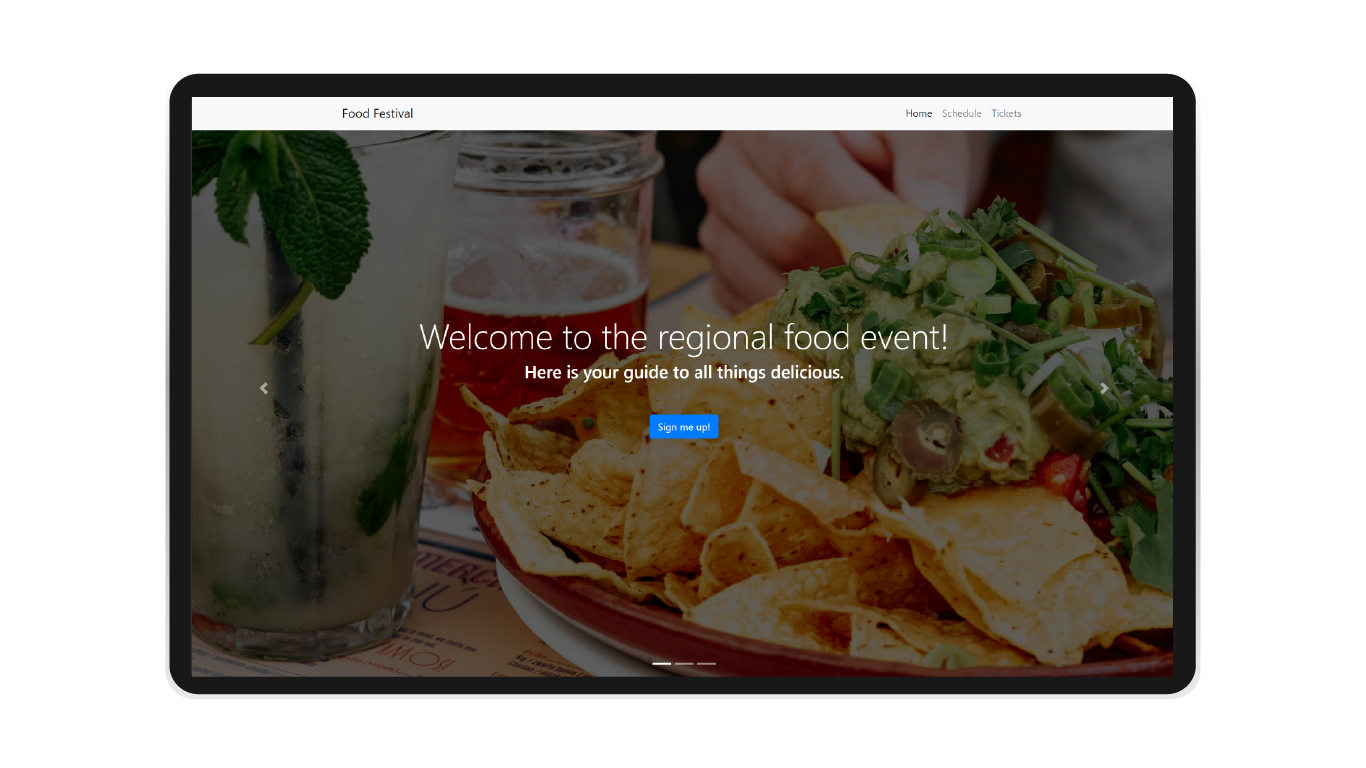 Food Festival
Home Schedule Tickets
Welcome to the regional food event!
Here is your guide to all things delicious.
Sign me up!